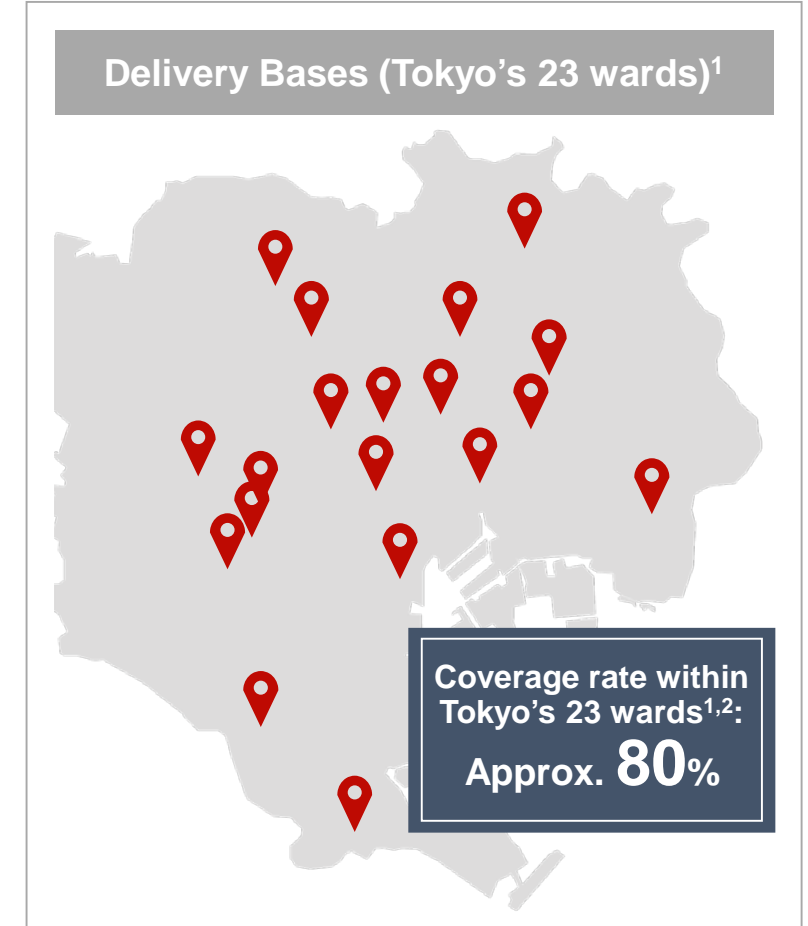 Delivery Bases (Tokyo's 23 wards)¹
Coverage rate within
Tokyo's 23 wards¹,²:
Approx. 80%